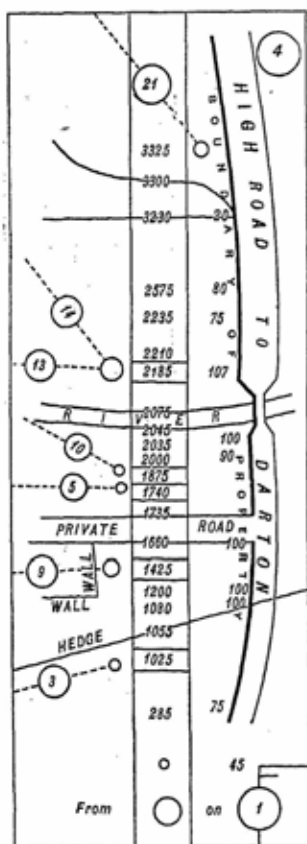 4
21
HIGH ROAD TO DARTON
BOUNDARY OF PROPERTY
3325
3300
3230 20
2575 80
2235 75
14
2210
13 2185 107
RIVER
2075
2045
2035 100
10 2000 90
1875
5 1740
1735
PRIVATE ROAD
1660 100
9 WALL 1425
1200 100
WALL 1080 100
HEDGE 1055
1025
3
285 75
45
From on 1